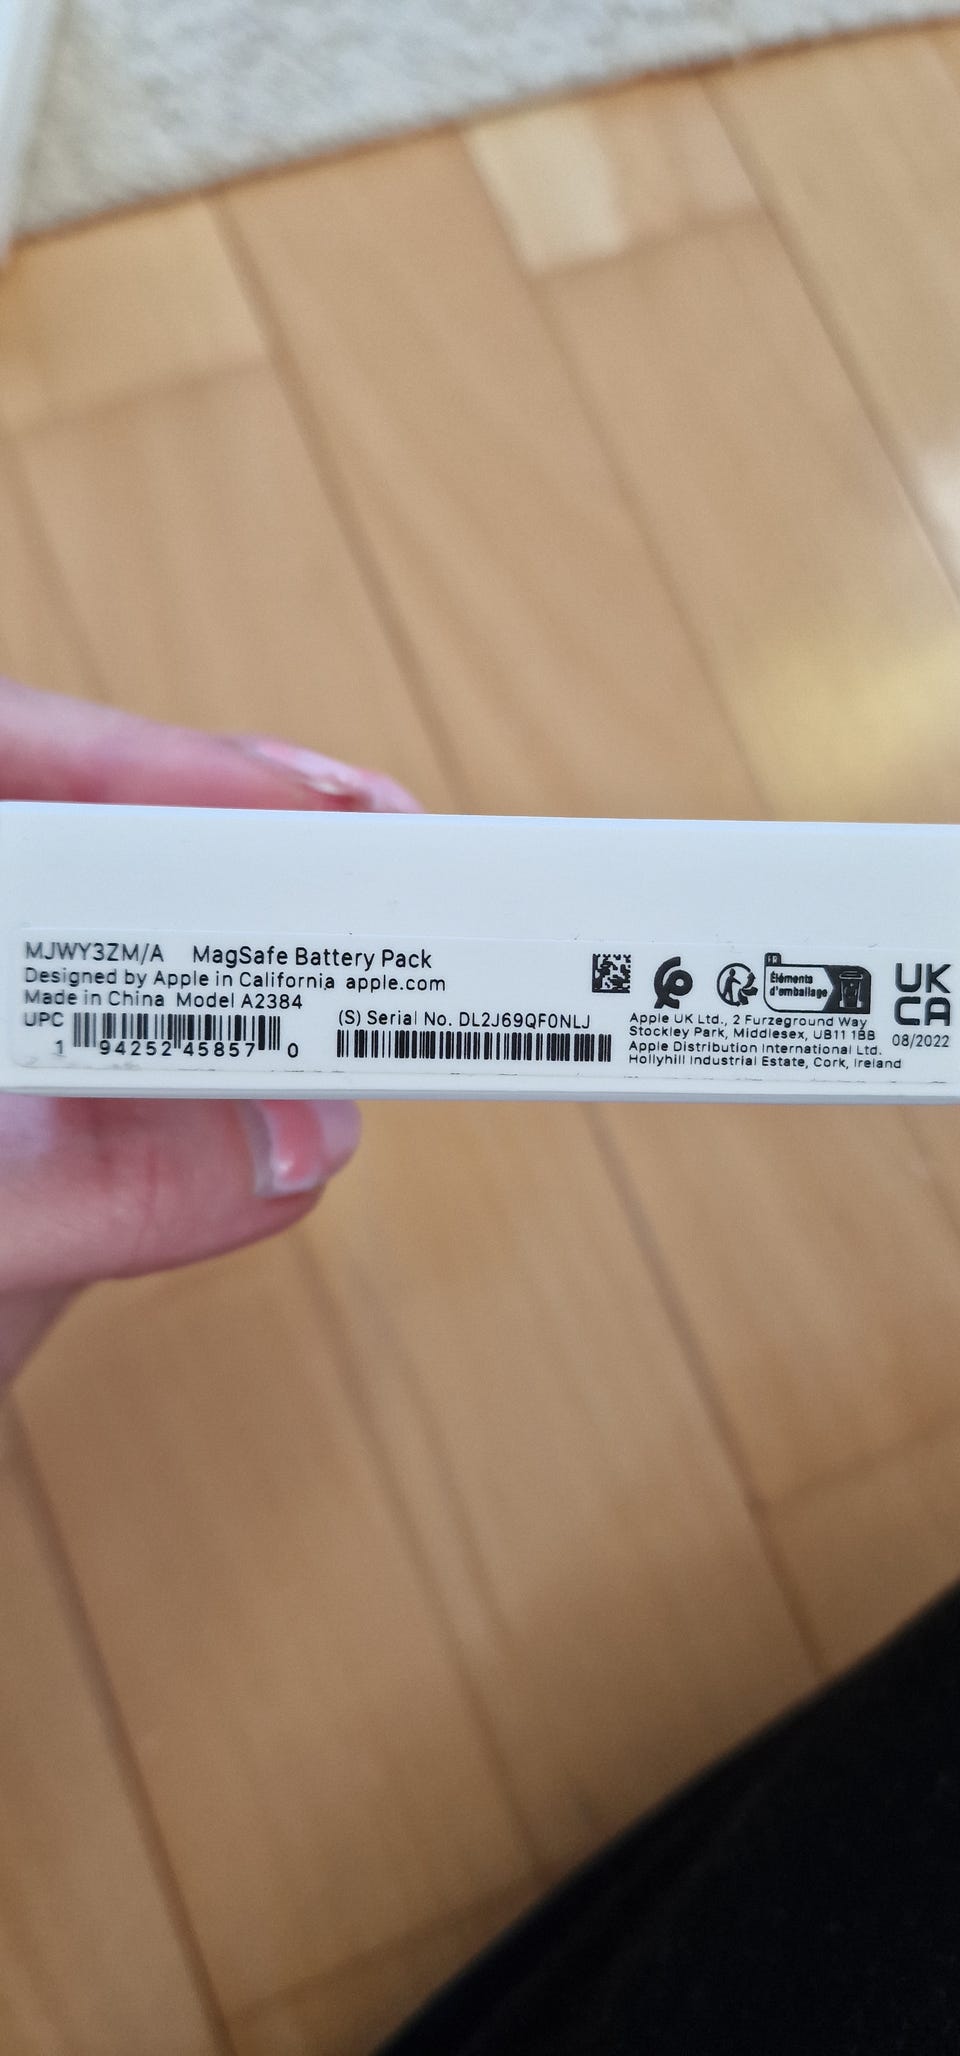 MJWY3ZM/A MagSafe Battery Pack
Designed by Apple in California apple.com
Made in China Model A2384
UPC
1 94252 45857 0
(S) Serial No. DL2J69QF0NLJ
FR
Éléments
d'emballage
Apple UK Ltd., 2 Furzeground Way
Stockley Park, Middlesex, UB11 1BB
Apple Distribution International Ltd.
Hollyhill Industrial Estate, Cork, Ireland
UK
CA
08/2022